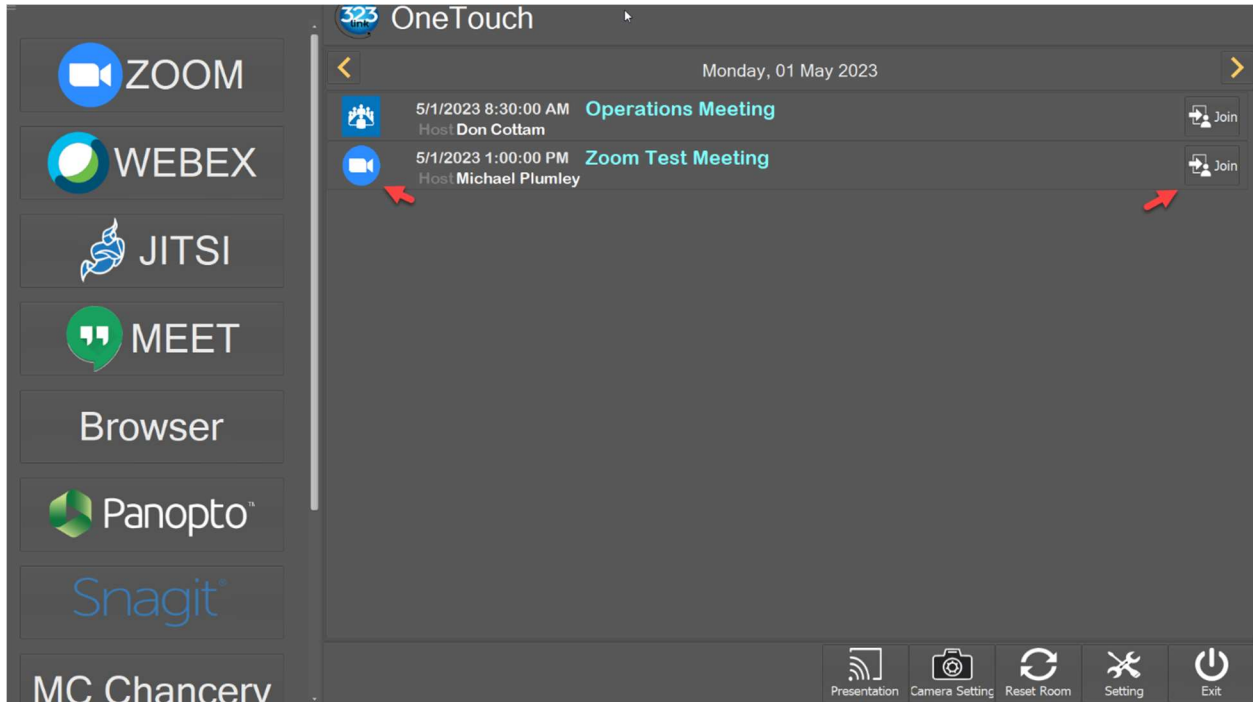 ZOOM
WEBEX
JITSI
MEET
Browser
Panopto™
Snagit®
MC Chancery
323 link OneTouch
Monday, 01 May 2023
5/1/2023 8:30:00 AM Operations Meeting
Host Don Cottam
Join
5/1/2023 1:00:00 PM Zoom Test Meeting
Host Michael Plumley
Join
Presentation
Camera Setting
Reset Room
Setting
Exit